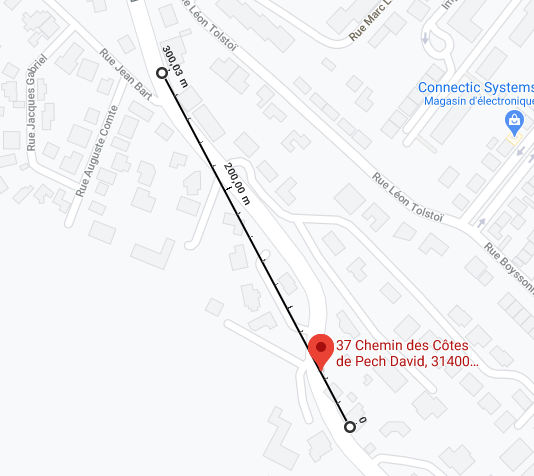 Rue Léon Tolstoï
Rue Marc L
Im
300,03 m
Rue Jean Bart
Rue Jacques Gabriel
Connectic Systems
Magasin d'électronique
Rue Auguste Comte
200,00 m
Rue Léon Tolstoï
Rue Boyssonn
37 Chemin des Côtes
de Pech David, 31400...
0